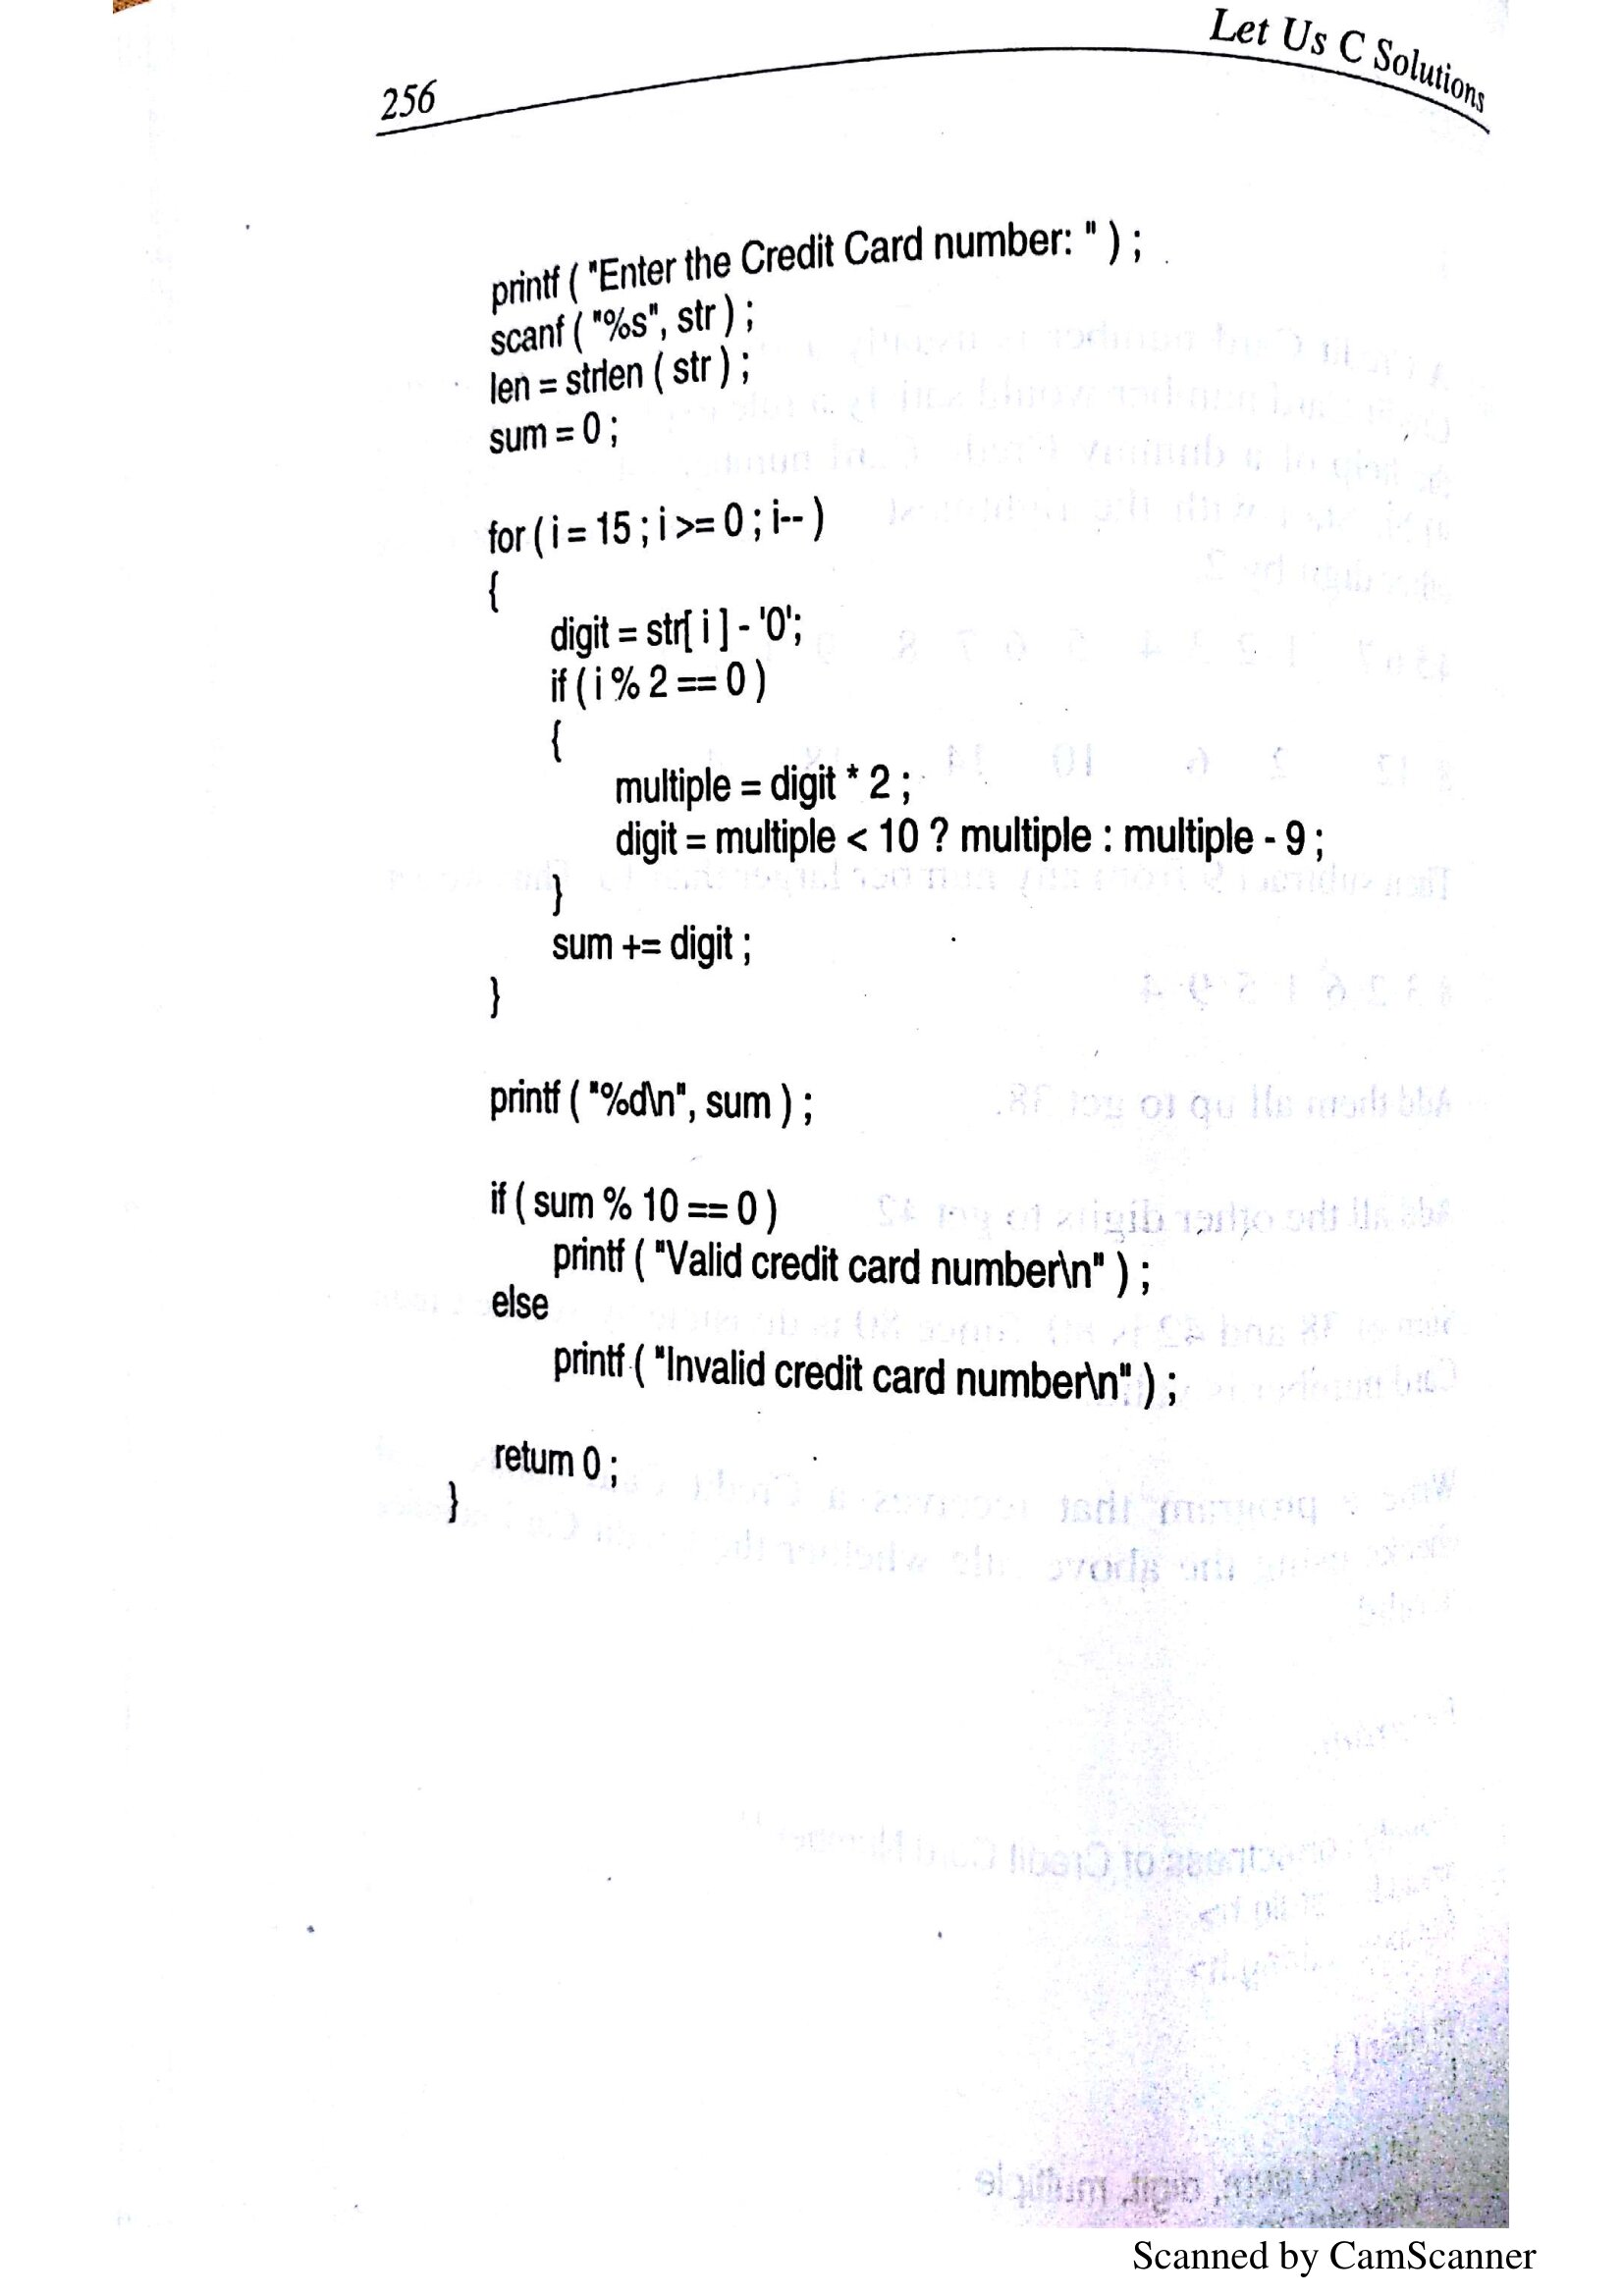 Let Us C Solutions
256
printf ( "Enter the Credit Card number: " ) ;
scanf ( "%s", str ) ;
len = strlen ( str ) ;
sum = 0 ;
for ( i = 15 ; i >= 0 ; i-- )
{
digit = str[ i ] - '0';
if ( i % 2 == 0 )
{
multiple = digit * 2 ;
digit = multiple < 10 ? multiple : multiple - 9 ;
}
sum += digit ;
}
printf ( "%d\n", sum ) ;
if ( sum % 10 == 0 )
printf ( "Valid credit card number\n" ) ;
else
printf ( "Invalid credit card number\n" ) ;
return 0 ;
}
Scanned by CamScanner